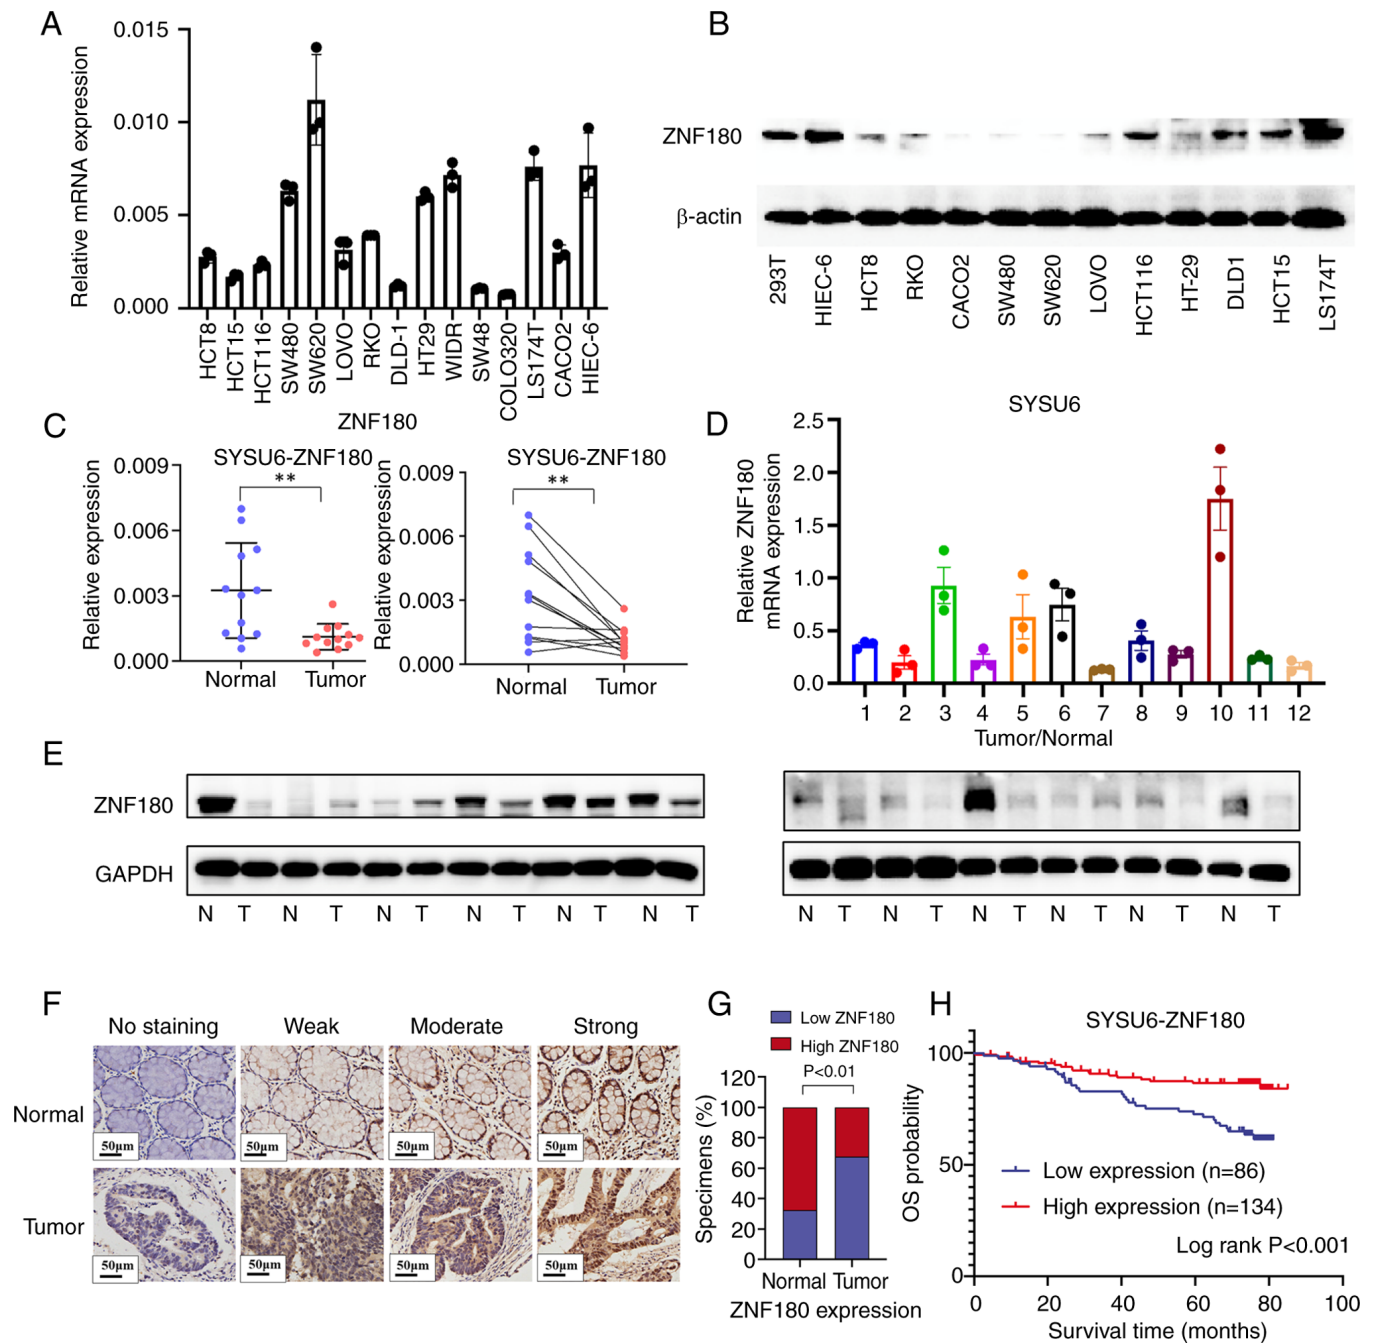 A
0.015
0.010
0.005
0.000
Relative mRNA expression
HCT8
HCT15
HCT116
SW480
SW620
LOVO
RKO
DLD-1
HT29
WIDR
SW48
COLO320
LS174T
CACO2
HIEC-6
ZNF180
B
ZNF180
β-actin
293T
HIEC-6
HCT8
RKO
CACO2
SW480
SW620
LOVO
HCT116
HT-29
DLD1
HCT15
LS174T
C
SYSU6-ZNF180
**
0.009
0.006
0.003
0.000
Relative expression
Normal Tumor
SYSU6-ZNF180
**
0.009
0.006
0.003
0.000
Relative expression
Normal Tumor
D
SYSU6
2.5
2.0
1.5
1.0
0.5
0.0
Relative ZNF180
mRNA expression
1 2 3 4 5 6 7 8 9 10 11 12
Tumor/Normal
E
ZNF180
GAPDH
N T N T N T N T N T N T
N T N T N T N T N T N T
F
No staining Weak Moderate Strong
Normal
50μm 50μm 50μm 50μm
Tumor
50μm 50μm 50μm 50μm
G
Low ZNF180
High ZNF180
P<0.01
120
100
80
60
40
20
0
Specimens (%)
Normal Tumor
ZNF180 expression
H
SYSU6-ZNF180
100
50
0
OS probability
Low expression (n=86)
High expression (n=134)
Log rank P<0.001
0 20 40 60 80 100
Survival time (months)